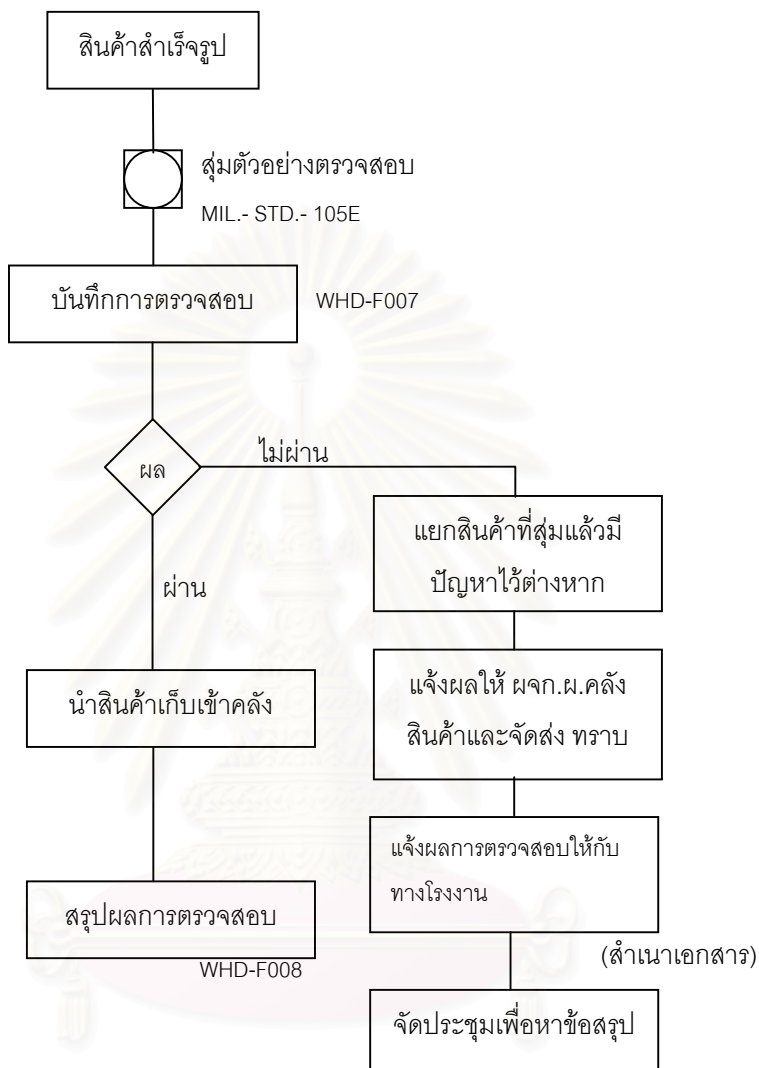 สินค้าสำเร็จรูป
สุ่มตัวอย่างตรวจสอบ
MIL.- STD.- 105E
บันทึกการตรวจสอบ
WHD-F007
ผล
ไม่ผ่าน
แยกสินค้าที่สุ่มแล้วมี
ปัญหาไว้ต่างหาก
ผ่าน
นำสินค้าเก็บเข้าคลัง
แจ้งผลให้ ผจก.ผ.คลัง
สินค้าและจัดส่ง ทราบ
แจ้งผลการตรวจสอบให้กับ
ทางโรงงาน
สรุปผลการตรวจสอบ
WHD-F008
(สำเนาเอกสาร)
จัดประชุมเพื่อหาข้อสรุป